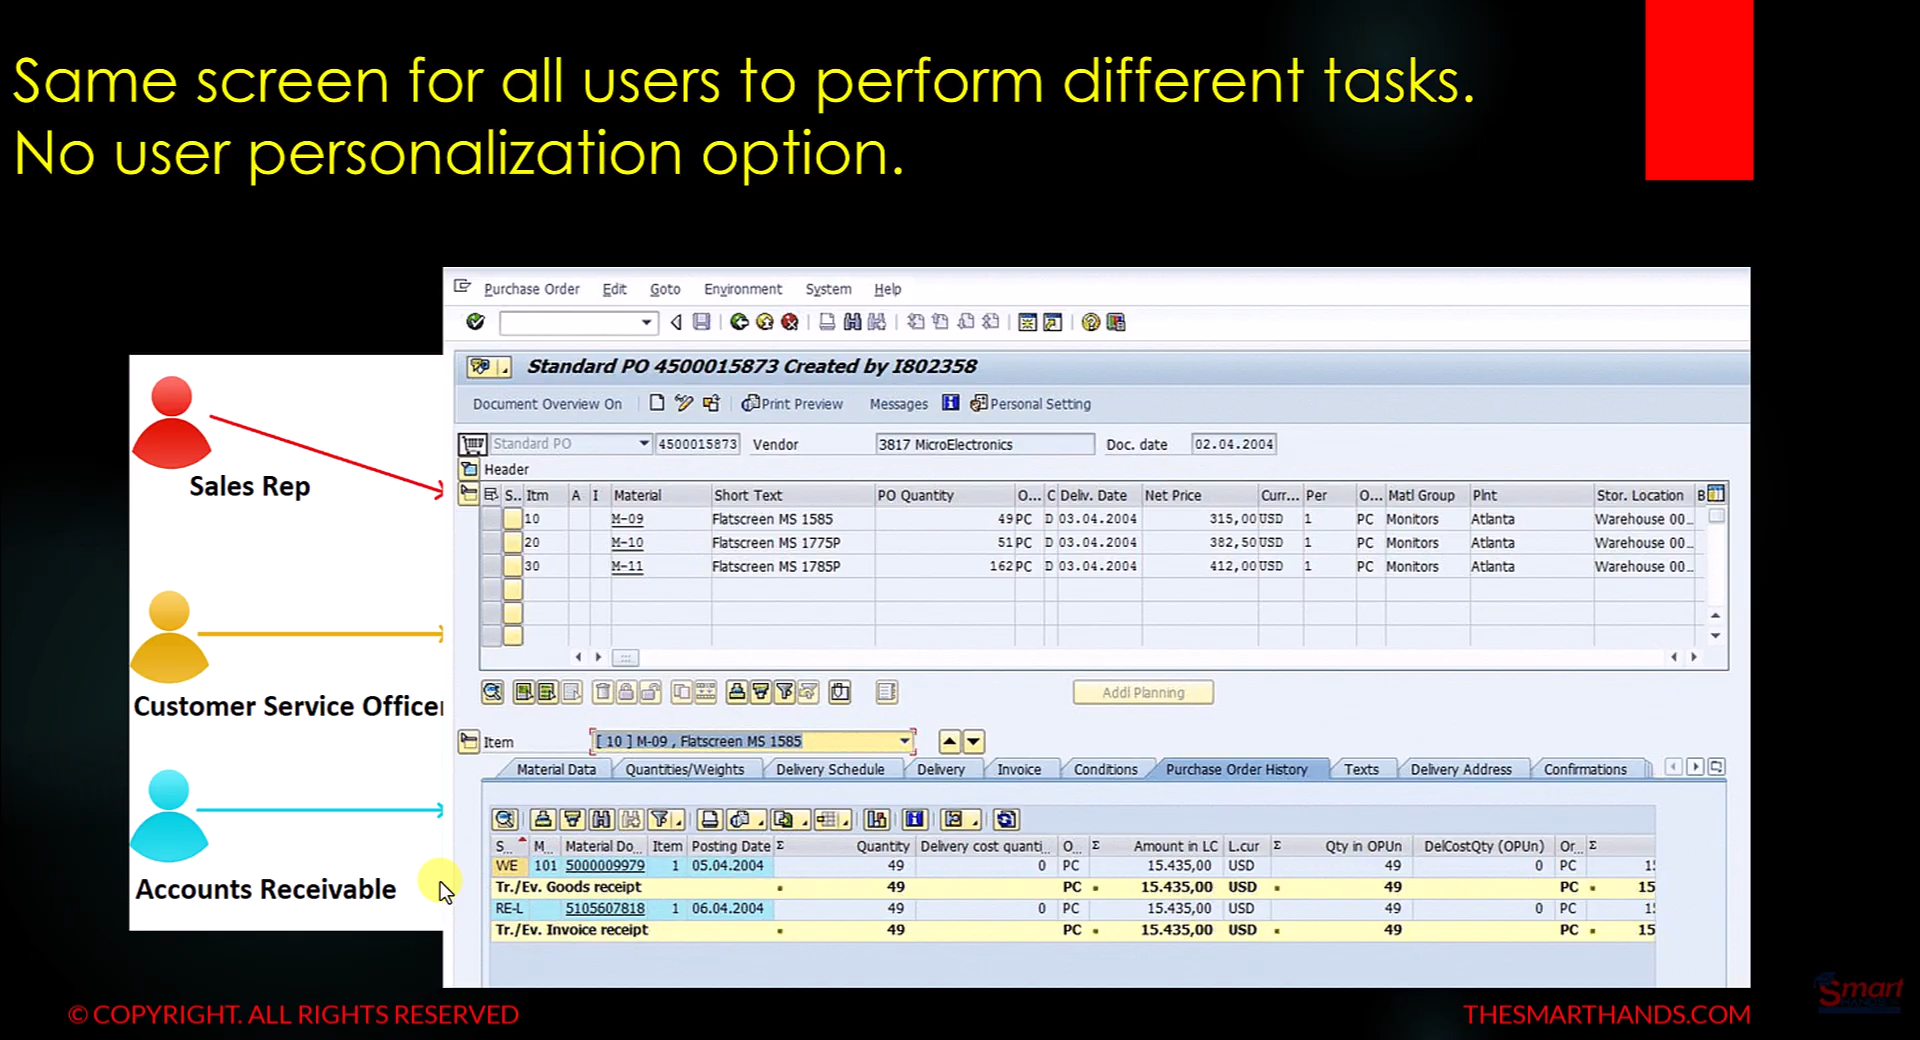 Same screen for all users to perform different tasks.
No user personalization option.
Purchase Order Edit Goto Environment System Help
Standard PO 4500015873 Created by I802358
Document Overview On Print Preview Messages Personal Setting
Standard PO 4500015873 Vendor 3817 MicroElectronics Doc. date 02.04.2004
Header
S.. Itm A I Material Short Text PO Quantity O... C Deliv. Date Net Price Curr... Per O... Matl Group Plnt Stor. Location B
10 M-09 Flatscreen MS 1585 49 PC D 03.04.2004 315,00 USD 1 PC Monitors Atlanta Warehouse 00..
20 M-10 Flatscreen MS 1775P 51 PC D 03.04.2004 382,50 USD 1 PC Monitors Atlanta Warehouse 00..
30 M-11 Flatscreen MS 1785P 162 PC D 03.04.2004 412,00 USD 1 PC Monitors Atlanta Warehouse 00..
Addl Planning
Item [ 10 ] M-09 , Flatscreen MS 1585
Material Data Quantities/Weights Delivery Schedule Delivery Invoice Conditions Purchase Order History Texts Delivery Address Confirmations
S.. M.. Material Do.. Item Posting Date Σ Quantity Delivery cost quanti.. O.. Σ Amount in LC L.cur Σ Qty in OPUn DelCostQty (OPUn) Or.. Σ
WE 101 5000009979 1 05.04.2004 49 0 PC 15.435,00 USD 49 0 PC 15
Tr./Ev. Goods receipt 49 PC 15.435,00 USD 49 PC 15
RE-L 5105607818 1 06.04.2004 49 0 PC 15.435,00 USD 49 0 PC 15
Tr./Ev. Invoice receipt 49 PC 15.435,00 USD 49 PC 15
Sales Rep
Customer Service Officer
Accounts Receivable
© COPYRIGHT. ALL RIGHTS RESERVED
THESMARTHANDS.COM
Smart